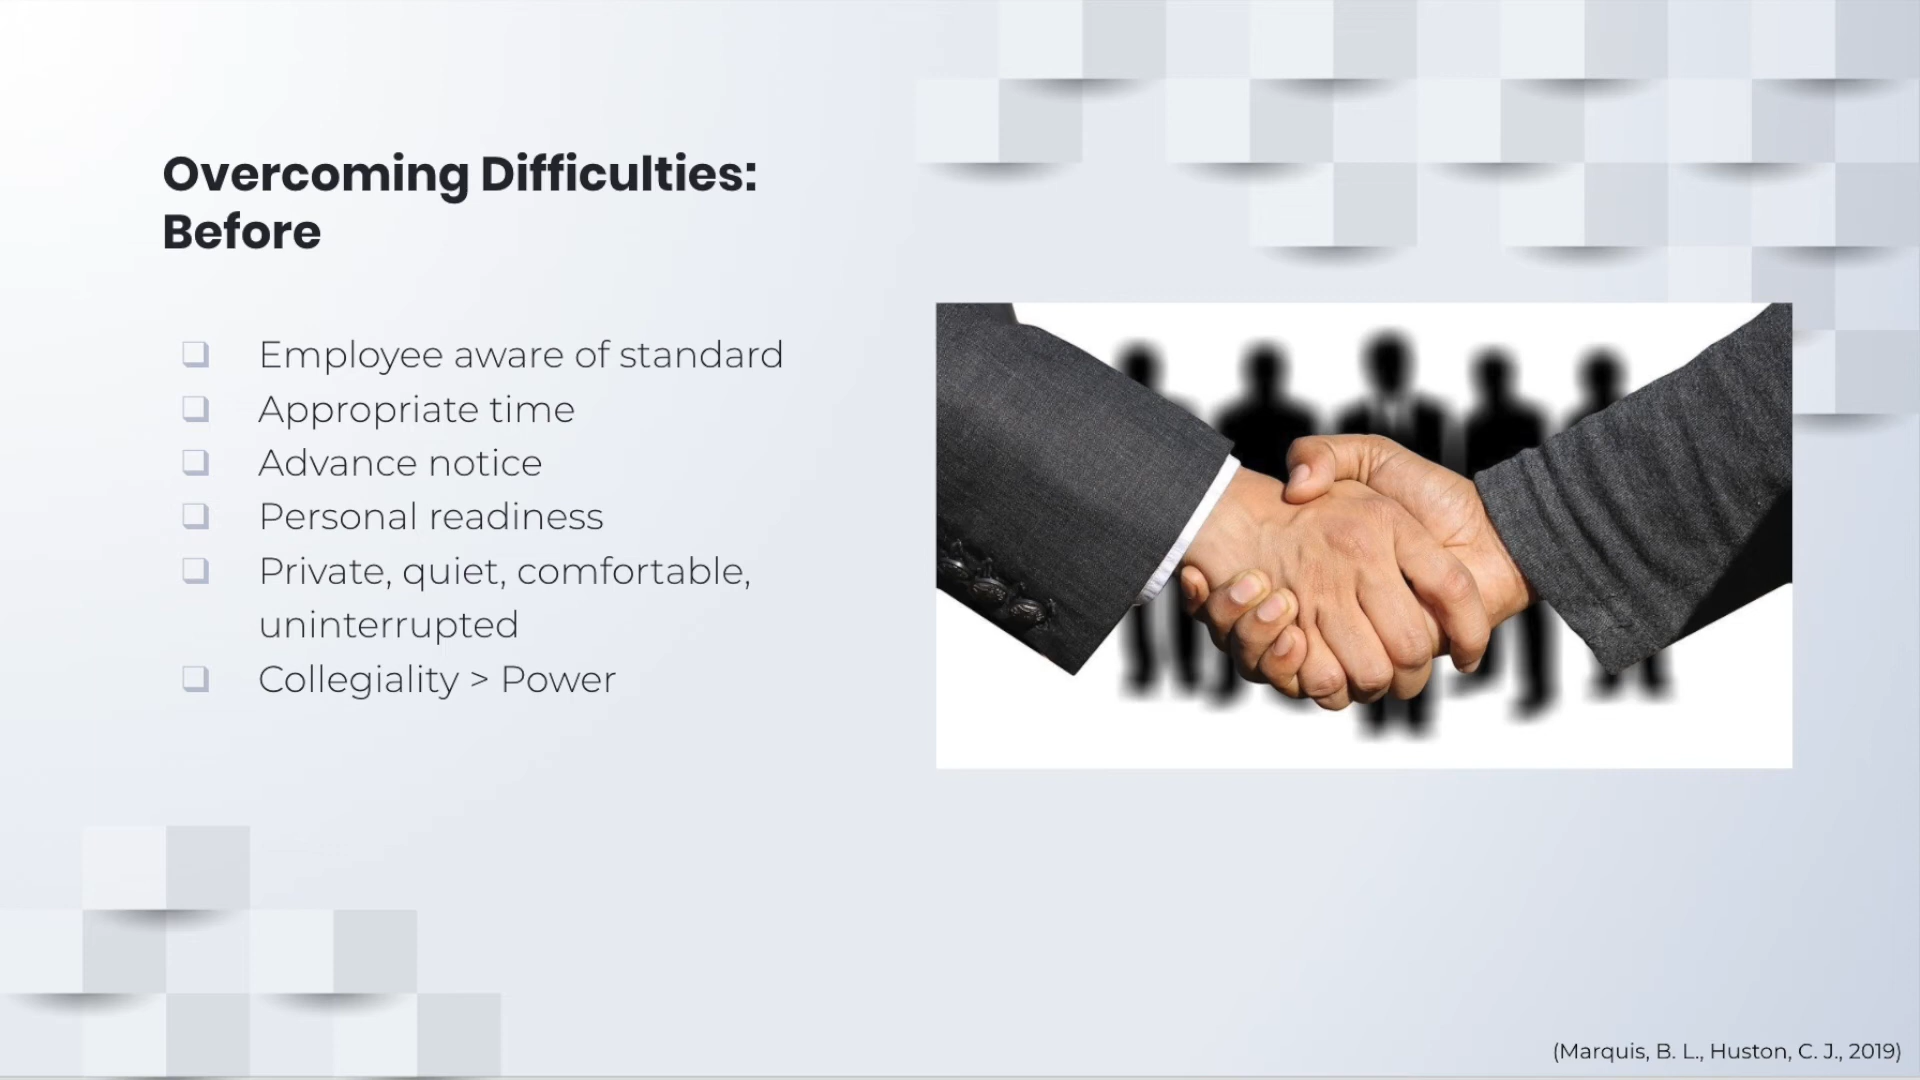 Overcoming Difficulties:
Before
Employee aware of standard
Appropriate time
Advance notice
Personal readiness
Private, quiet, comfortable,
uninterrupted
Collegiality > Power
(Marquis, B. L., Huston, C. J., 2019)